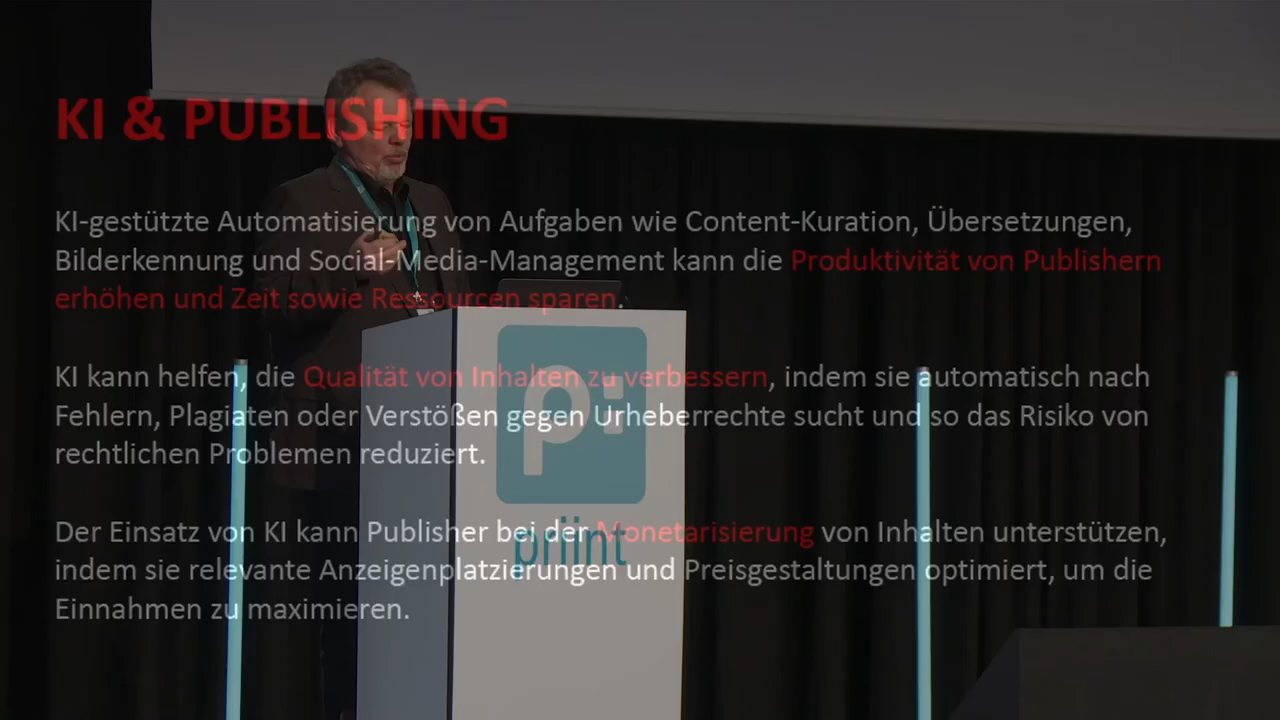 KI & PUBLISHING
KI-gestützte Automatisierung von Aufgaben wie Content-Kuration, Übersetzungen,
Bilderkennung und Social-Media-Management kann die Produktivität von Publishern
erhöhen und Zeit sowie Ressourcen sparen.
KI kann helfen, die Qualität von Inhalten zu verbessern, indem sie automatisch nach
Fehlern, Plagiaten oder Verstößen gegen Urheberrechte sucht und so das Risiko von
rechtlichen Problemen reduziert.
Der Einsatz von KI kann Publisher bei der Monetarisierung von Inhalten unterstützen,
indem sie relevante Anzeigenplatzierungen und Preisgestaltungen optimiert, um die
Einnahmen zu maximieren.
p:
priint